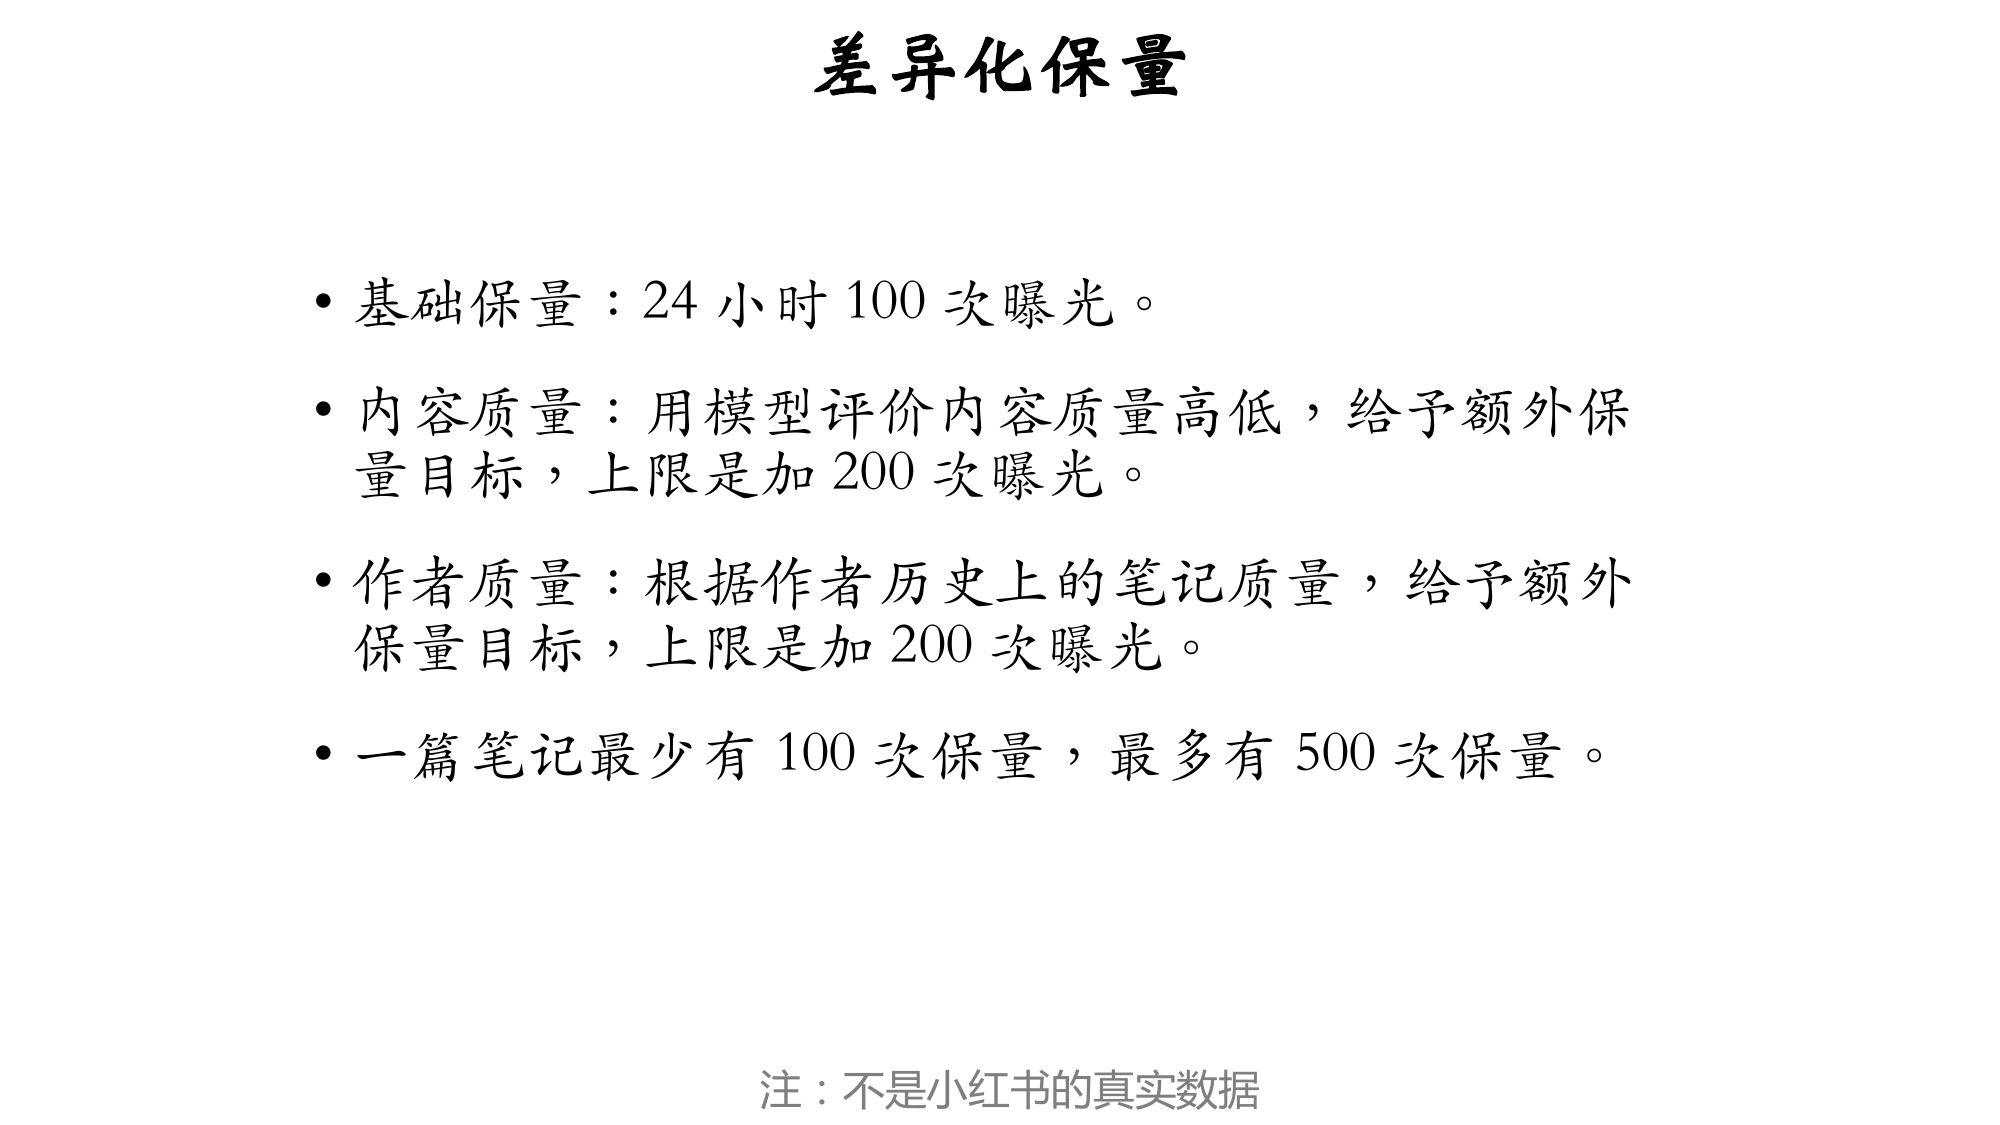 差异化保量
• 基础保量：24 小时 100 次曝光。
• 内容质量：用模型评价内容质量高低，给予额外保
量目标，上限是加 200 次曝光。
• 作者质量：根据作者历史上的笔记质量，给予额外
保量目标，上限是加 200 次曝光。
• 一篇笔记最少有 100 次保量，最多有 500 次保量。
注：不是小红书的真实数据